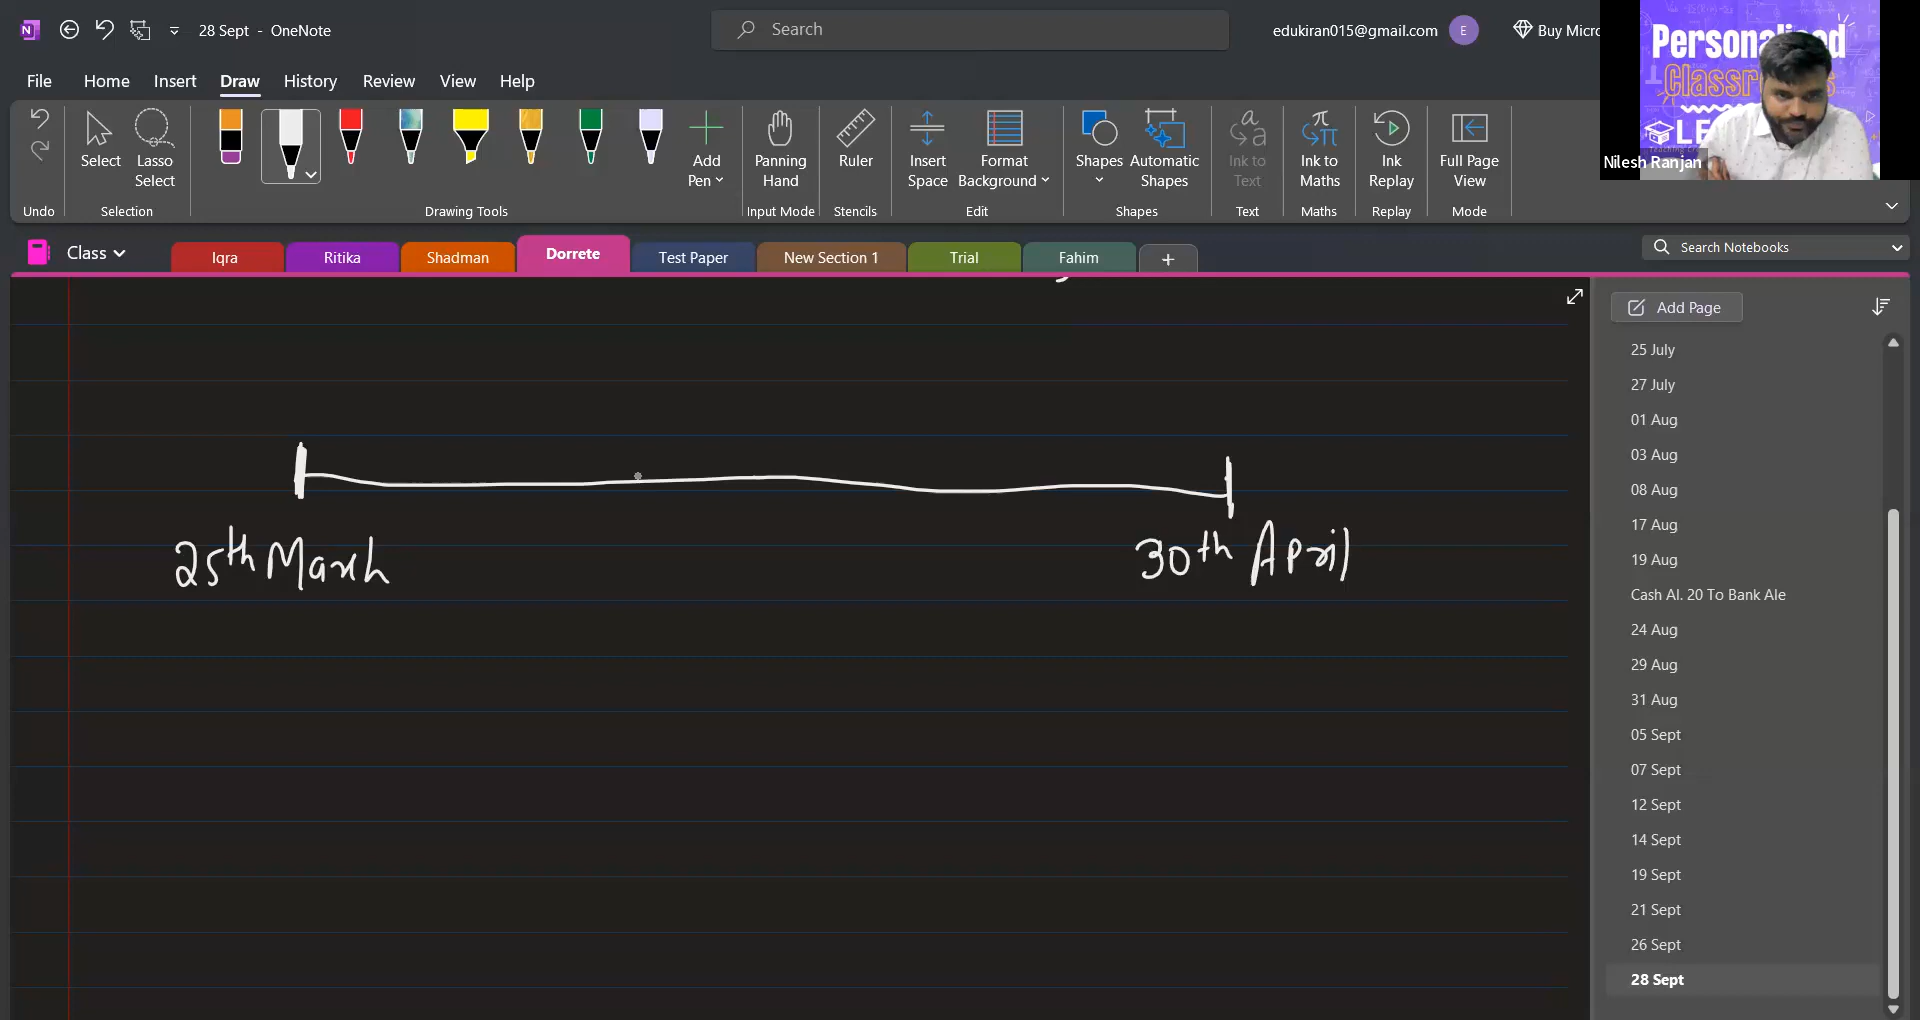 28 Sept - OneNote
Search
edukiran015@gmail.com
E
Buy Micro
File Home Insert Draw History Review View Help
Select
Lasso Select
Add Pen
Panning Hand
Ruler
Insert Space
Format Background
Shapes
Automatic Shapes
Ink to Text
Ink to Maths
Ink Replay
Full Page View
Undo
Selection
Drawing Tools
Input Mode
Stencils
Edit
Shapes
Text
Maths
Replay
Mode
Personalised
Classrooms
LE
Nilesh Ranjan
Class
Iqra
Ritika
Shadman
Dorrete
Test Paper
New Section 1
Trial
Fahim
Search Notebooks
25th March
30th April
Add Page
25 July
27 July
01 Aug
03 Aug
08 Aug
17 Aug
19 Aug
Cash Al. 20 To Bank Ale
24 Aug
29 Aug
31 Aug
05 Sept
07 Sept
12 Sept
14 Sept
19 Sept
21 Sept
26 Sept
28 Sept